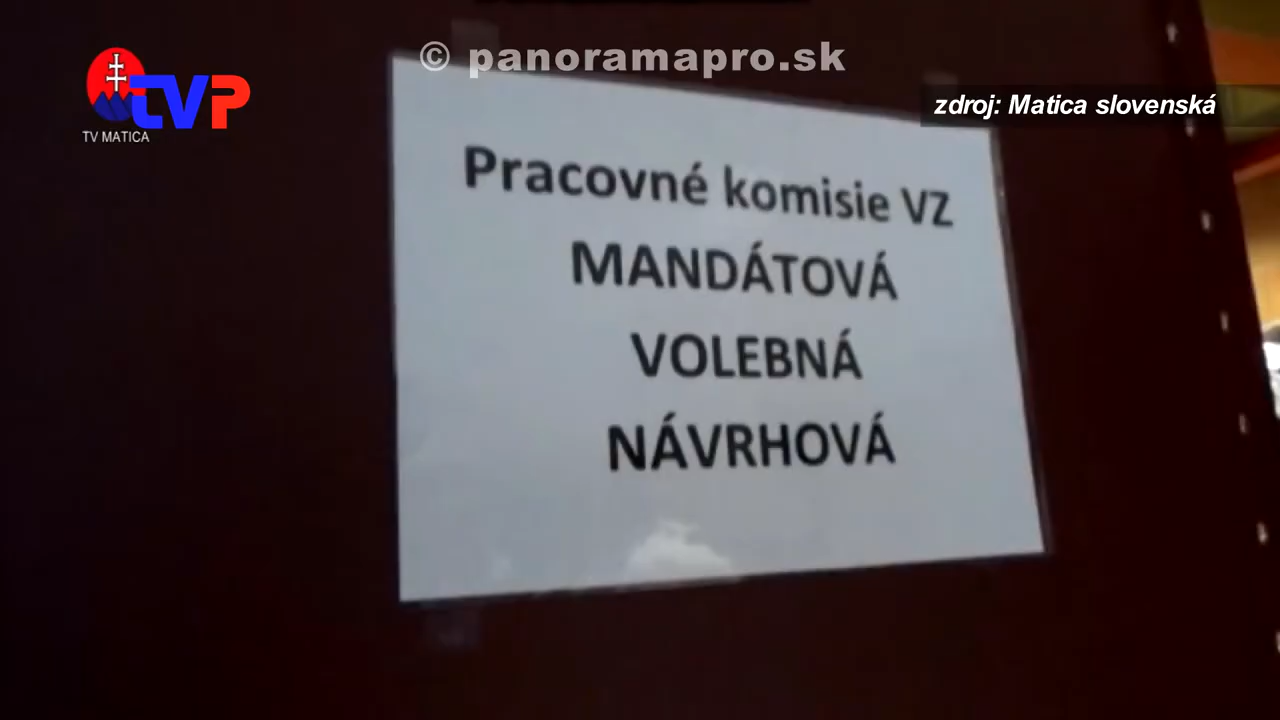 © panoramapro.sk
TVP
TV MATICA
zdroj: Matica slovenská
Pracovné komisie VZ
MANDÁTOVÁ
VOLEBNÁ
NÁVRHOVÁ